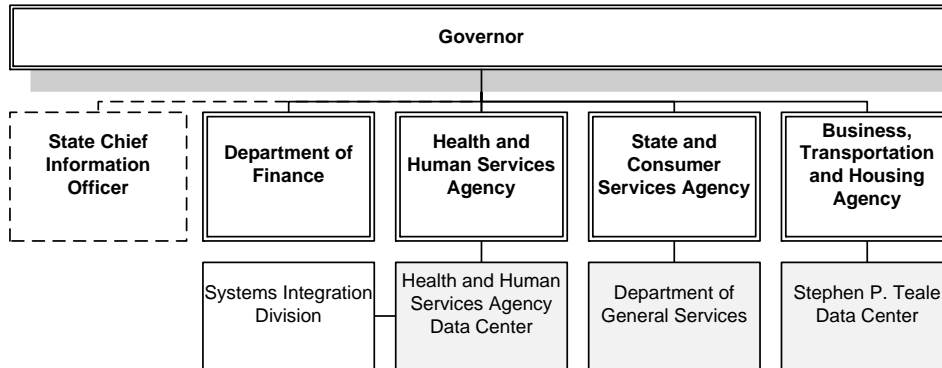 Governor
State Chief
Information
Officer
Department of
Finance
Health and
Human Services
Agency
State and
Consumer
Services Agency
Business,
Transportation
and Housing
Agency
Systems Integration
Division
Health and Human
Services Agency
Data Center
Department of
General Services
Stephen P. Teale
Data Center